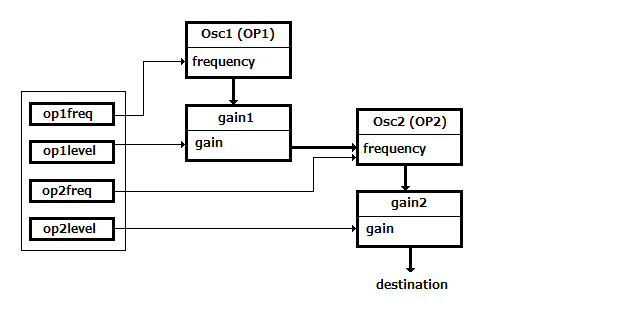 Osc1 (OP1)
frequency
op1freq
gain1
gain
op1level
Osc2 (OP2)
frequency
op2freq
gain2
gain
op2level
destination